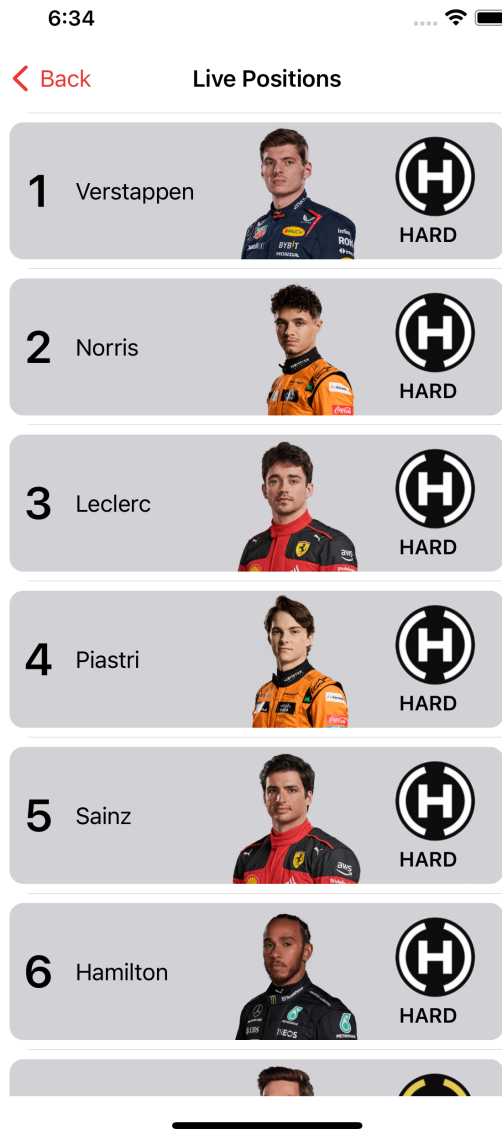 6:34
Back
Live Positions
1
Verstappen
H
HARD
2
Norris
H
HARD
3
Leclerc
H
HARD
4
Piastri
H
HARD
5
Sainz
H
HARD
6
Hamilton
H
HARD